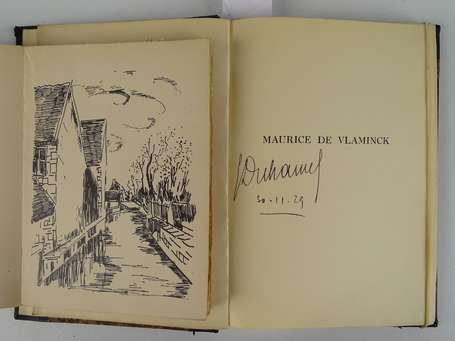 MAURICE DE VLAMINCK
Duhamel
30-11-29